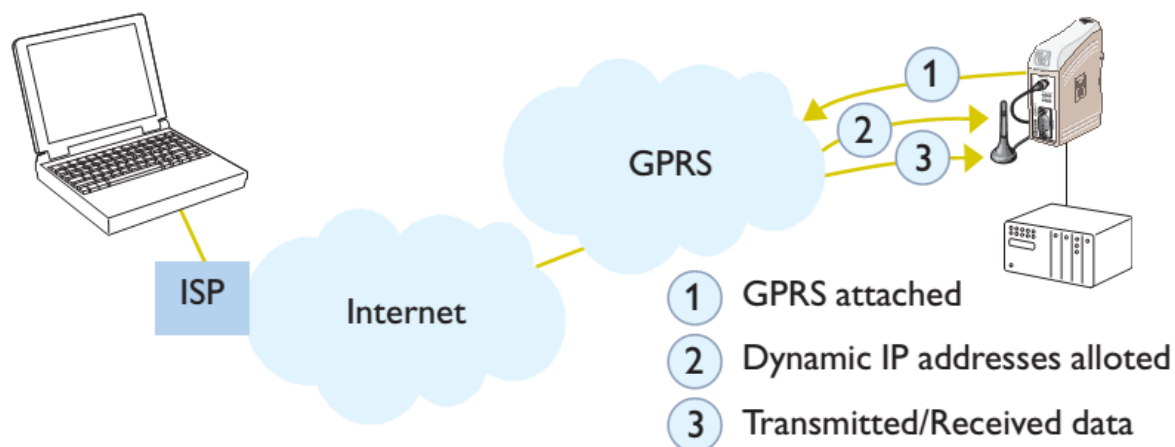 1
2
GPRS
3
ISP
Internet
1 GPRS attached
2 Dynamic IP addresses alloted
3 Transmitted/Received data